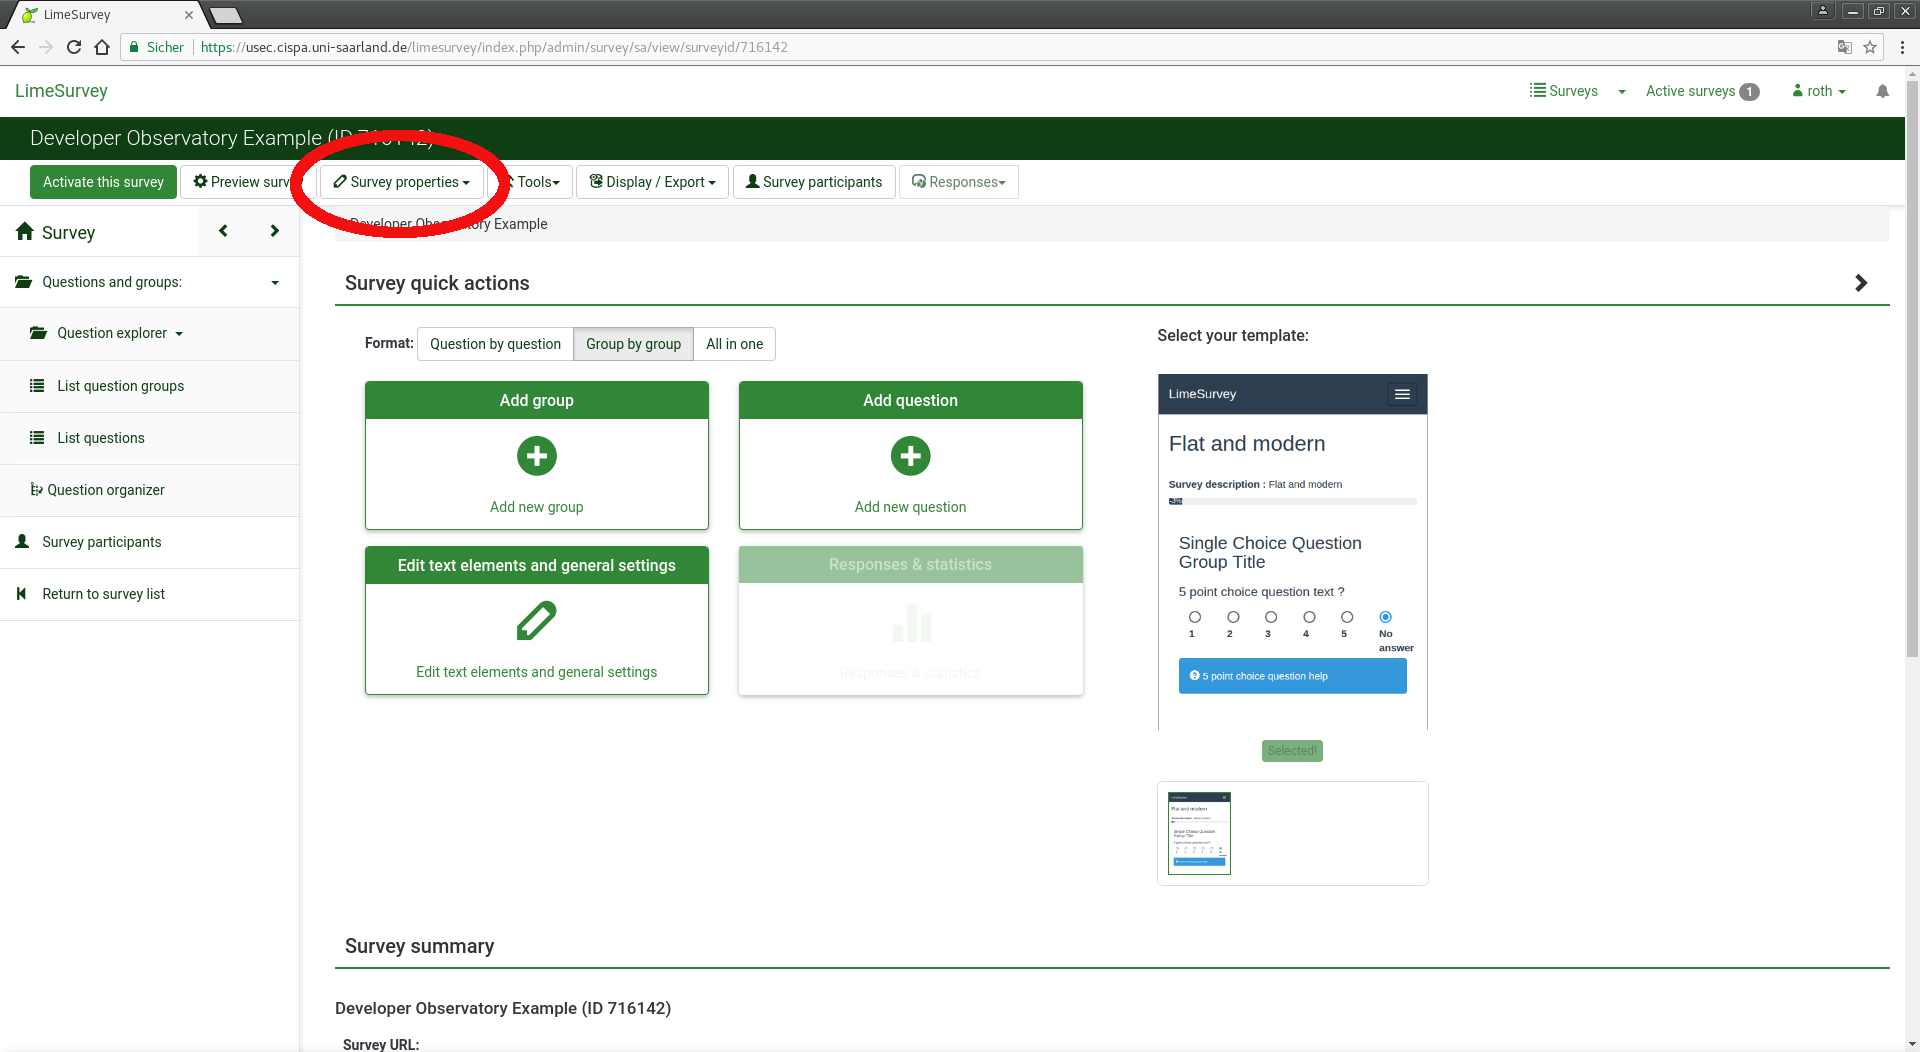 LimeSurvey
Sicher https://usec.cispa.uni-saarland.de/limesurvey/index.php/admin/survey/sa/view/surveyid/716142
LimeSurvey Surveys Active surveys 1 roth
Developer Observatory Example (ID 716142)
Activate this survey Preview surv Survey properties Tools Display / Export Survey participants Responses
Developer Obs ory Example
Survey
Questions and groups:
Question explorer
List question groups
List questions
Question organizer
Survey participants
Return to survey list
Survey quick actions
Format: Question by question Group by group All in one
Add group
Add new group
Add question
Add new question
Edit text elements and general settings
Edit text elements and general settings
Responses & statistics
Responses & statistics
Select your template:
LimeSurvey
Flat and modern
Survey description : Flat and modern
Single Choice Question
Group Title
5 point choice question text ?
1 2 3 4 5 No
answer
5 point choice question help
Selected!
Survey summary
Developer Observatory Example (ID 716142)
Survey URL: